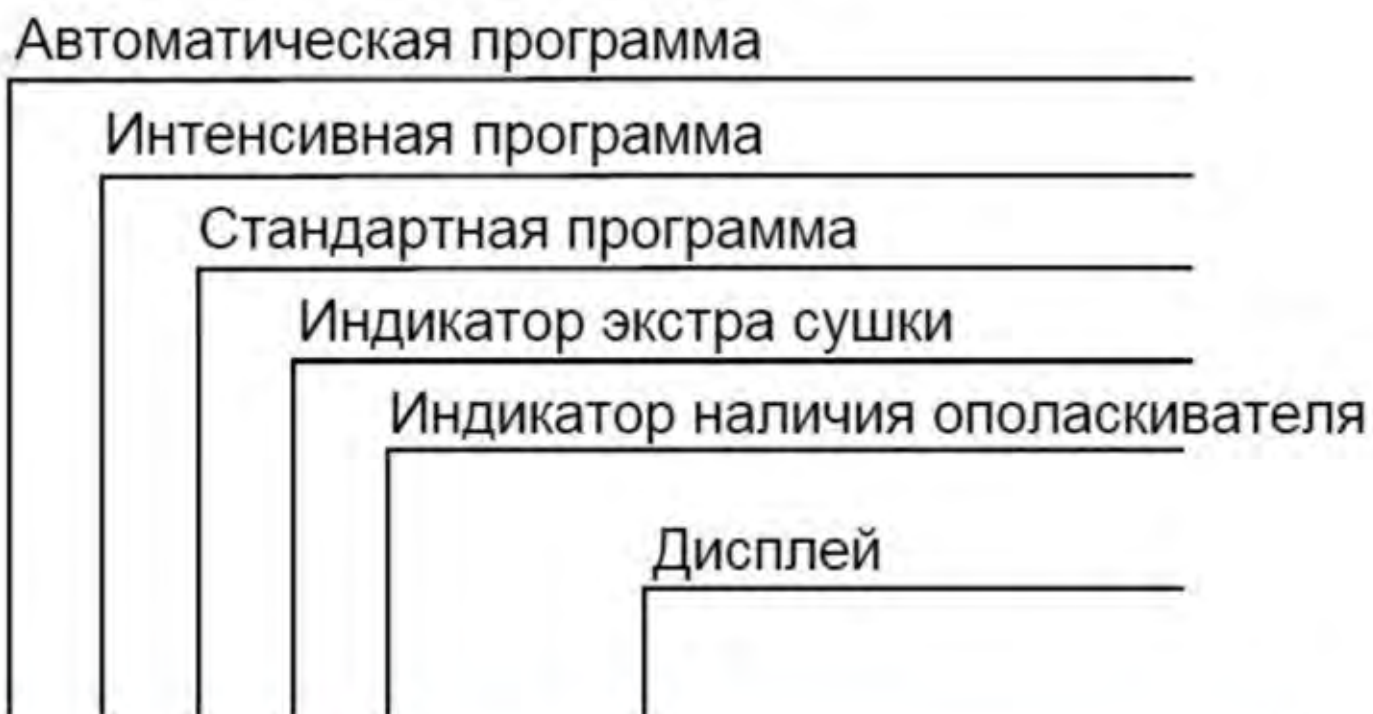 Автоматическая программа
Интенсивная программа
Стандартная программа
Индикатор экстра сушки
Индикатор наличия ополаскивателя
Дисплей